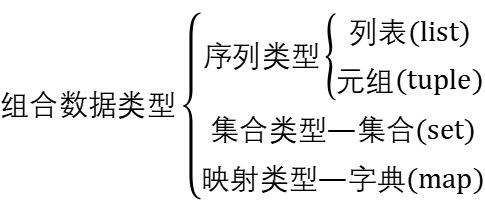 组合数据类型
序列类型
列表(list)
元组(tuple)
集合类型—集合(set)
映射类型—字典(map)